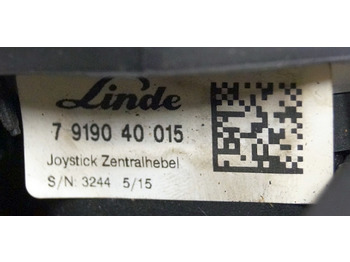 Linde
7 9190 40 015
Joystick Zentralhebel
S/N: 3244 5/15